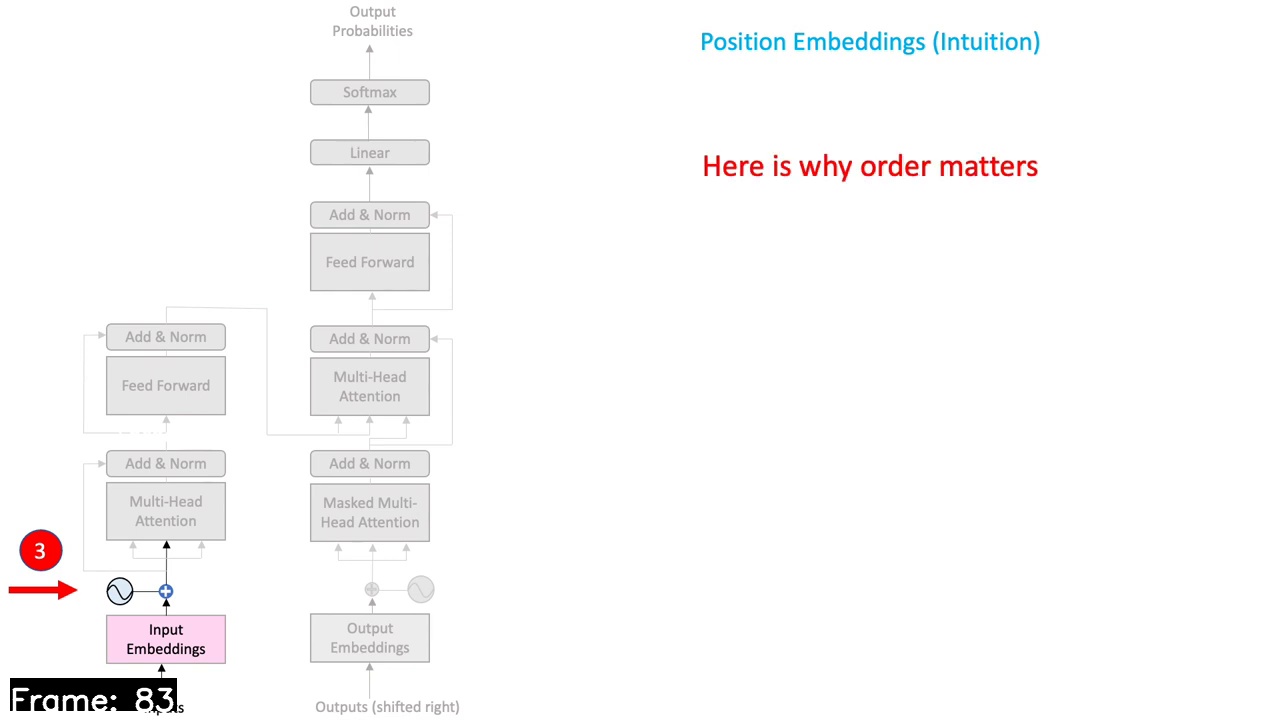 Output
Probabilities
Position Embeddings (Intuition)
Softmax
Linear
Here is why order matters
Add & Norm
Feed Forward
Add & Norm
Feed Forward
Add & Norm
Multi-Head
Attention
Add & Norm
Multi-Head
Attention
Add & Norm
Masked Multi-
Head Attention
3
Input
Embeddings
Output
Embeddings
Frame: 83
Outputs (shifted right)